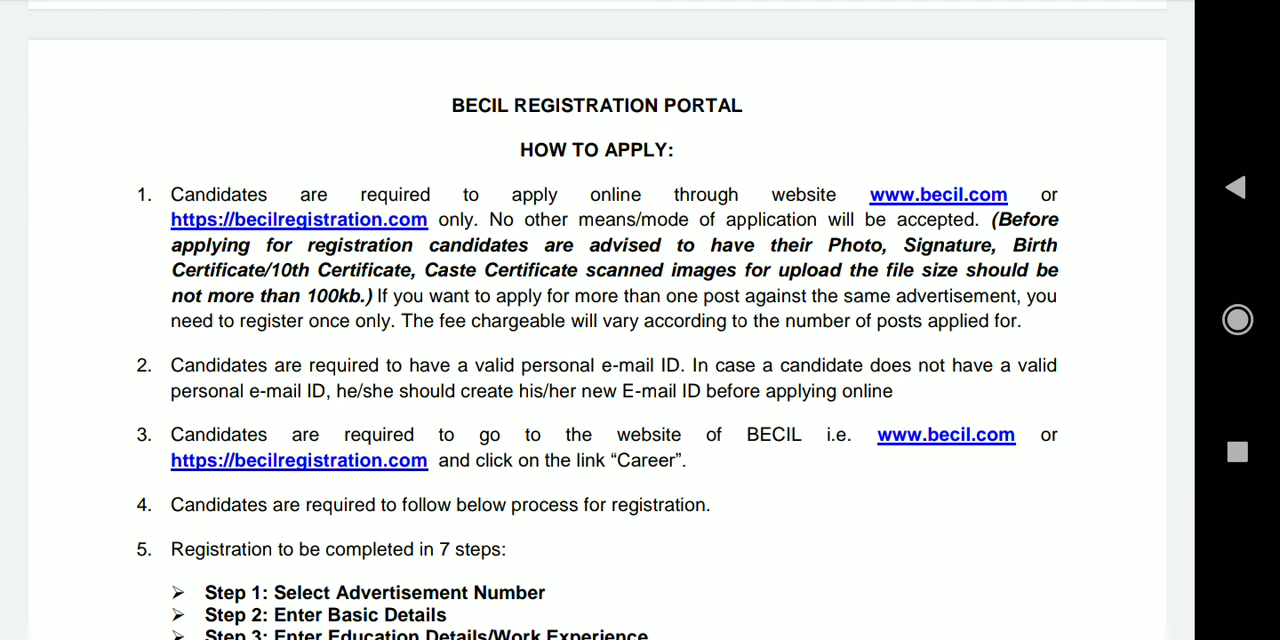 BECIL REGISTRATION PORTAL
HOW TO APPLY:
1. Candidates are required to apply online through website www.becil.com or
https://becilregistration.com only. No other means/mode of application will be accepted. (Before
applying for registration candidates are advised to have their Photo, Signature, Birth
Certificate/10th Certificate, Caste Certificate scanned images for upload the file size should be
not more than 100kb.) If you want to apply for more than one post against the same advertisement, you
need to register once only. The fee chargeable will vary according to the number of posts applied for.
2. Candidates are required to have a valid personal e-mail ID. In case a candidate does not have a valid
personal e-mail ID, he/she should create his/her new E-mail ID before applying online
3. Candidates are required to go to the website of BECIL i.e. www.becil.com or
https://becilregistration.com and click on the link “Career”.
4. Candidates are required to follow below process for registration.
5. Registration to be completed in 7 steps:
➢ Step 1: Select Advertisement Number
➢ Step 2: Enter Basic Details
➢ Step 3: Enter Education Details/Work Experience